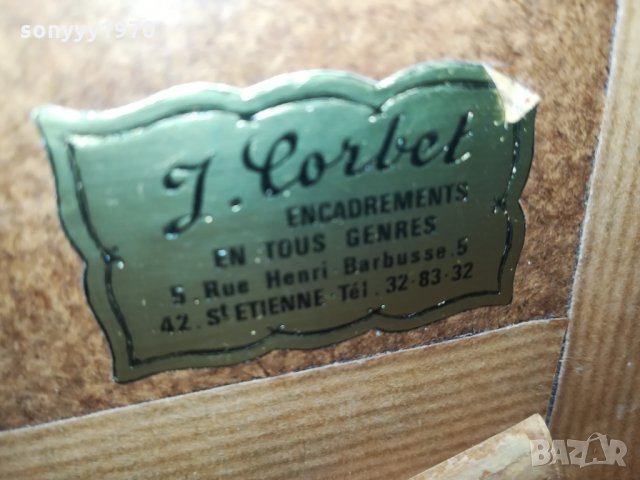 sonyyy1970
J. Corbet
ENCADREMENTS
EN TOUS GENRES
5 Rue Henri Barbusse.5
42. St ETIENNE Tél. 32-83-32
BAZAR